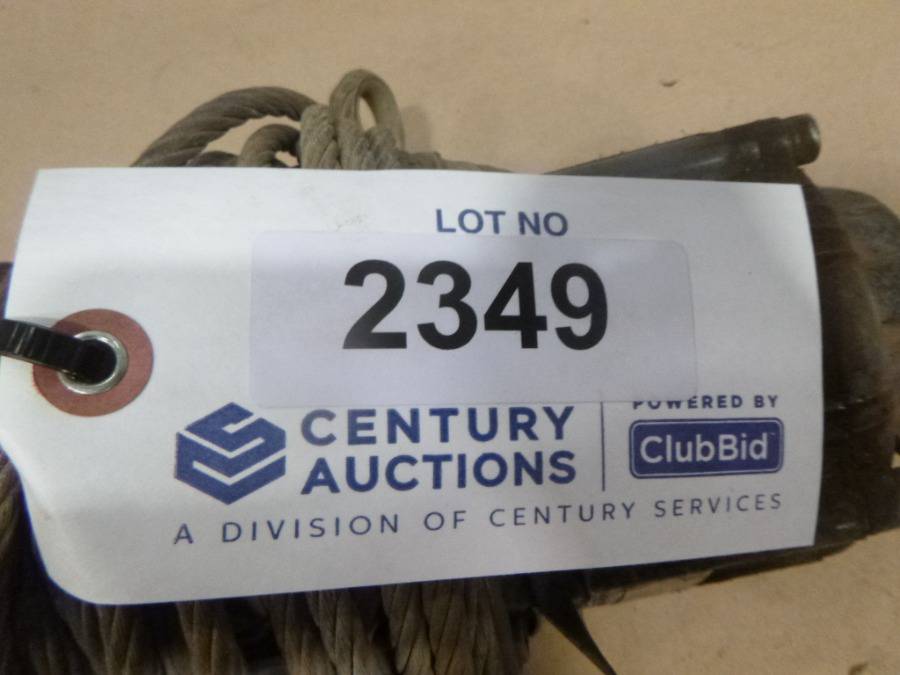 LOT NO
2349
CENTURY
AUCTIONS
POWERED BY
ClubBid
A DIVISION OF CENTURY SERVICES